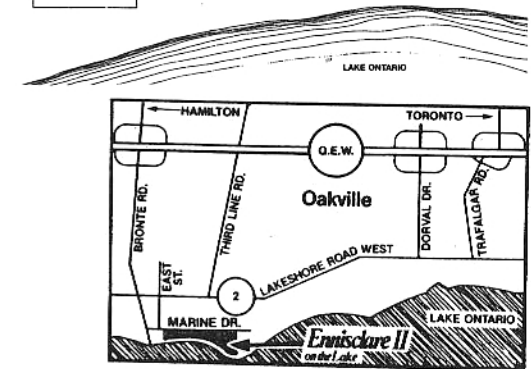 LAKE ONTARIO
HAMILTON
TORONTO
Q.E.W.
Oakville
BRONTE RD.
THIRD LINE RD.
DORVAL DR.
TRAFALGAR RD.
EAST
ST.
2
LAKESHORE ROAD WEST
MARINE DR.
LAKE ONTARIO
Ennisclare II
on the Lake